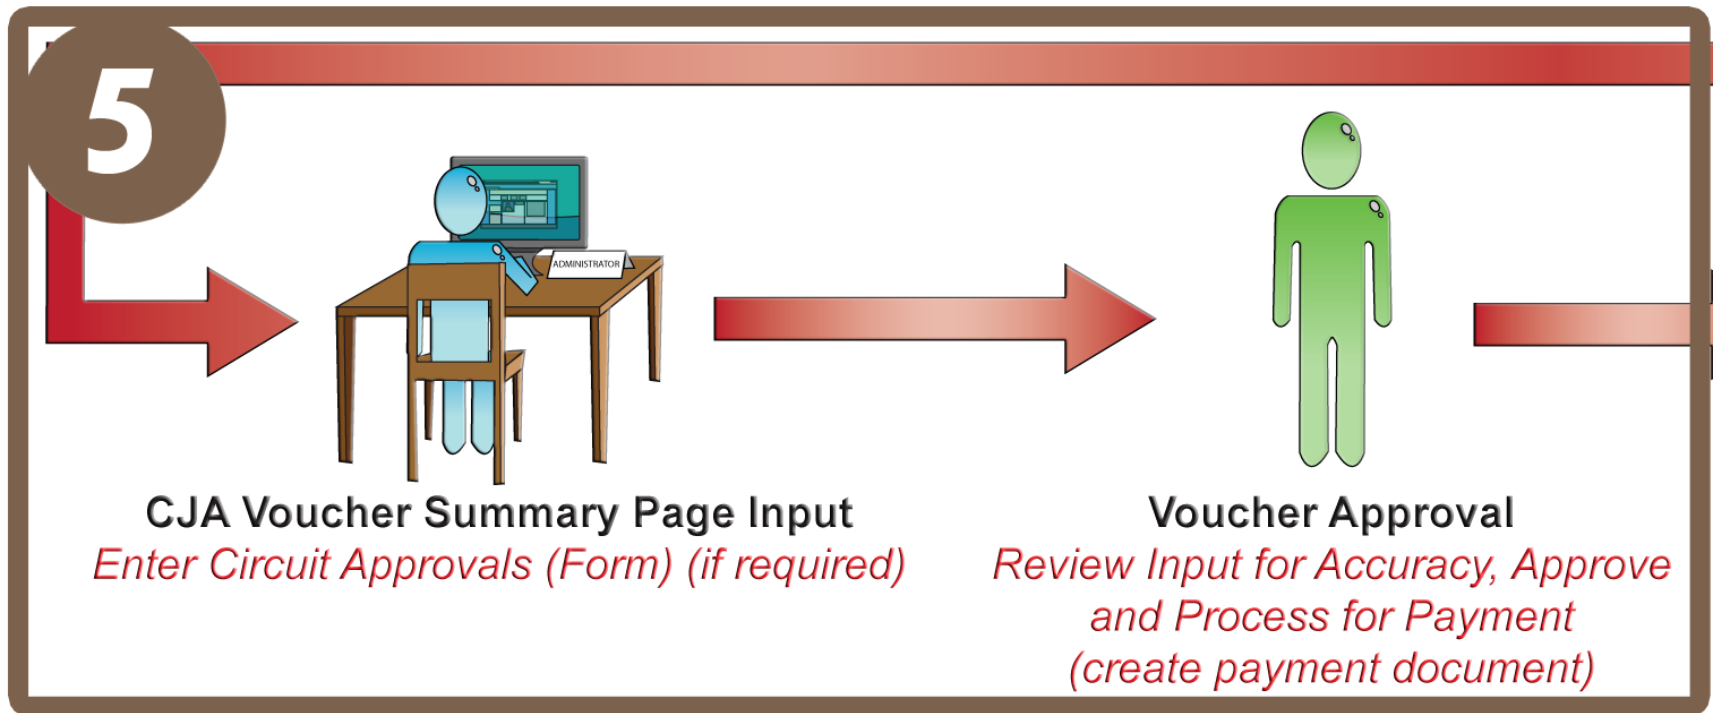 5
ADMINISTRATOR
CJA Voucher Summary Page Input
Enter Circuit Approvals (Form) (if required)
Voucher Approval
Review Input for Accuracy, Approve
and Process for Payment
(create payment document)